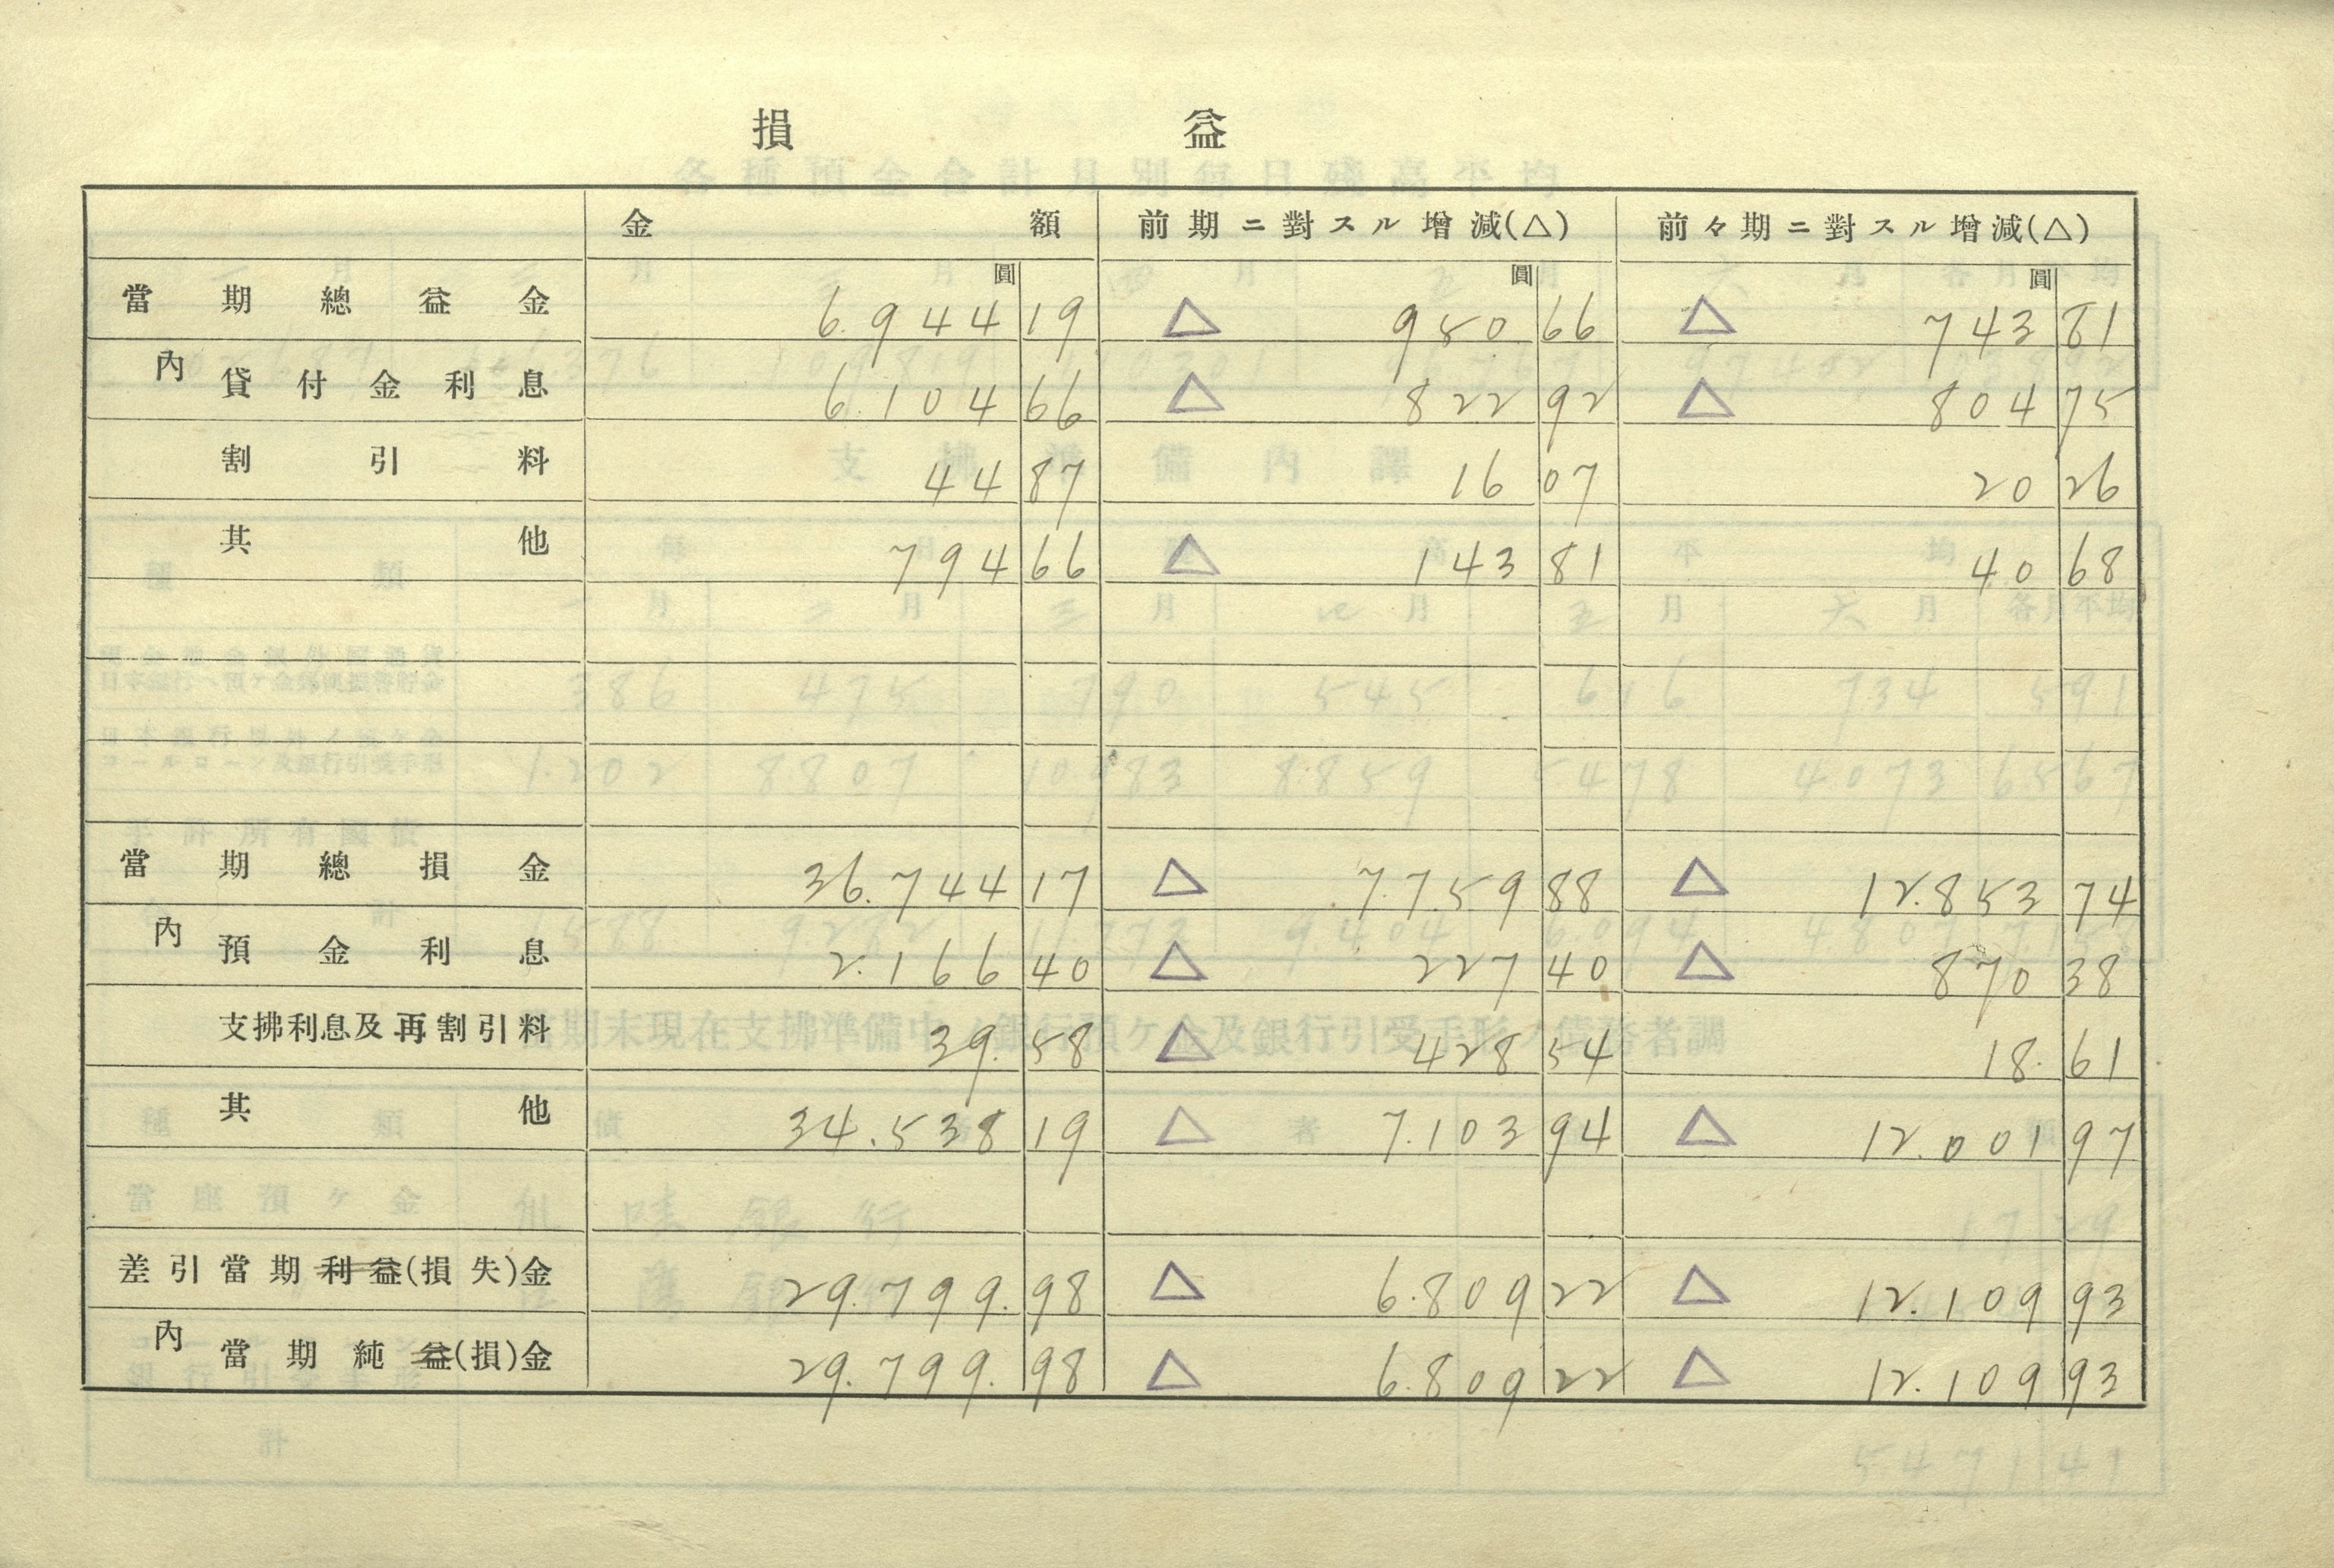 損益
金額 前期ニ對スル增減(△) 前々期ニ對スル增減(△)
圓 圓 圓
當期總益金 6.944 19 △ 950 66 △ 743 81
內 貸付金利息 6.104 66 △ 822 92 △ 804 75
割引料 44 87 16 07 20 26
其他 794 66 △ 143 81 40 68
當期總損金 36.744 17 △ 7.759 88 △ 12.853 74
內 預金利息 2.166 40 △ 227 40 △ 870 38
支拂利息及再割引料 39.58 △ 428 54 18.61
其他 34.538 19 △ 7.103 94 △ 12.001 97
差引當期利益(損失)金 29.799.98 △ 6.809 22 △ 12.109 93
內 當期純益(損)金 29.799.98 △ 6.809 22 △ 12.109 93